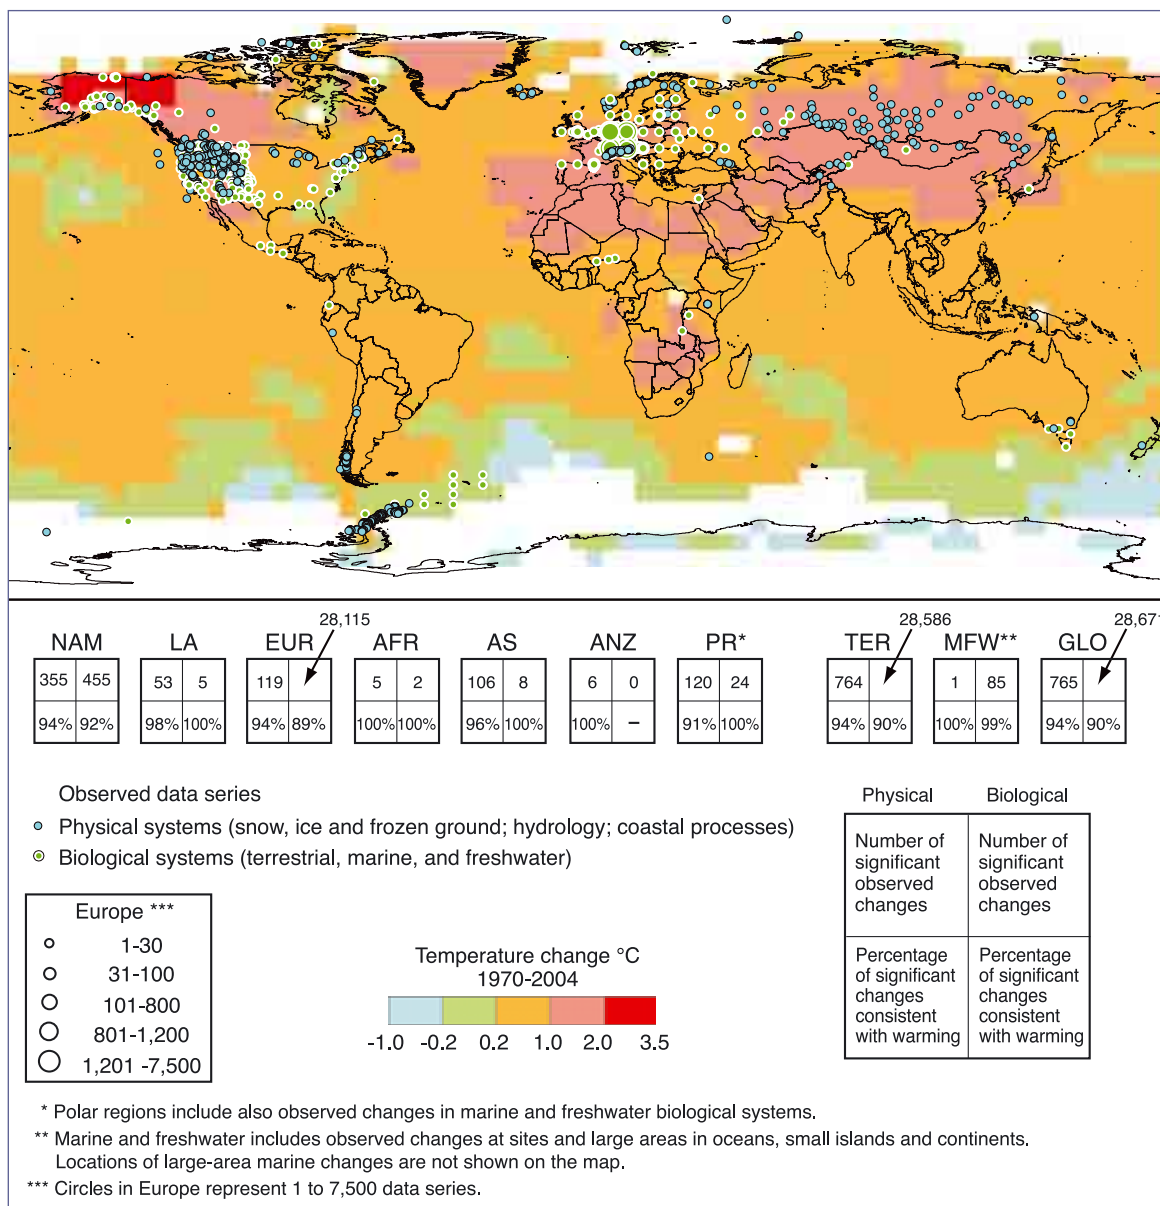 28,115
28,586
28,671
NAM LA EUR AFR AS ANZ PR* TER MFW** GLO
355 455 53 5 119 5 2 106 8 6 0 120 24 764 1 85 765
94% 92% 98% 100% 94% 89% 100% 100% 96% 100% 100% – 91% 100% 94% 90% 100% 99% 94% 90%
Observed data series
Physical systems (snow, ice and frozen ground; hydrology; coastal processes)
Biological systems (terrestrial, marine, and freshwater)
Europe ***
1-30
31-100
101-800
801-1,200
1,201 -7,500
Temperature change °C
1970-2004
-1.0 -0.2 0.2 1.0 2.0 3.5
Physical Biological
Number of
significant
observed
changes
Number of
significant
observed
changes
Percentage
of significant
changes
consistent
with warming
Percentage
of significant
changes
consistent
with warming
* Polar regions include also observed changes in marine and freshwater biological systems.
** Marine and freshwater includes observed changes at sites and large areas in oceans, small islands and continents.
Locations of large-area marine changes are not shown on the map.
*** Circles in Europe represent 1 to 7,500 data series.